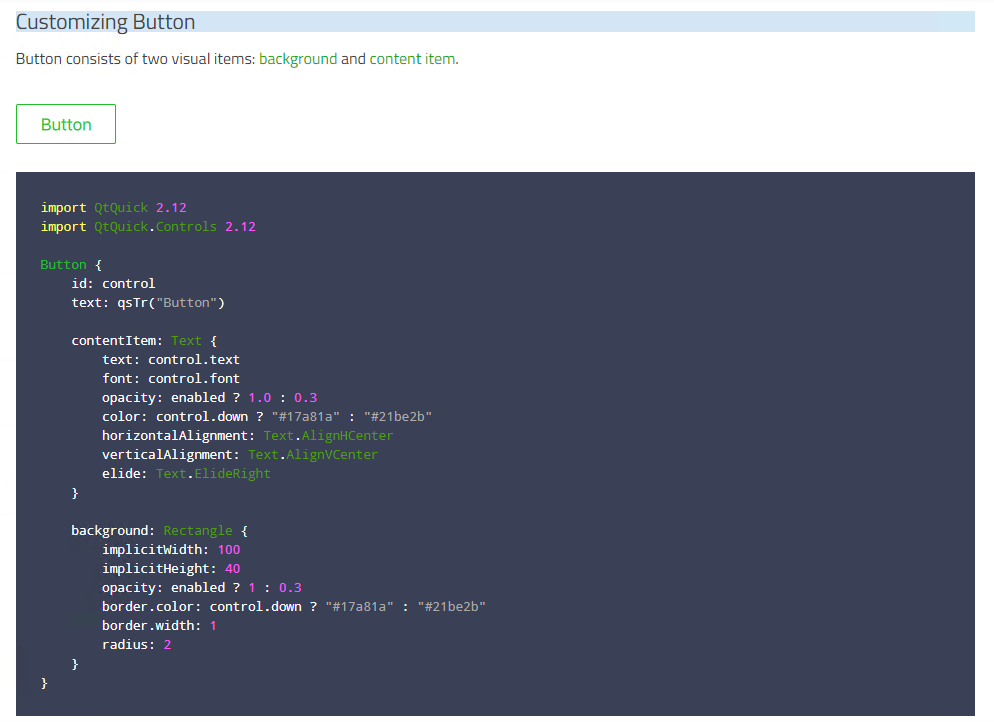 Customizing Button
Button consists of two visual items: background and content item.
Button
import QtQuick 2.12
import QtQuick.Controls 2.12
Button {
    id: control
    text: qsTr("Button")
    contentItem: Text {
        text: control.text
        font: control.font
        opacity: enabled ? 1.0 : 0.3
        color: control.down ? "#17a81a" : "#21be2b"
        horizontalAlignment: Text.AlignHCenter
        verticalAlignment: Text.AlignVCenter
        elide: Text.ElideRight
    }
    background: Rectangle {
        implicitWidth: 100
        implicitHeight: 40
        opacity: enabled ? 1 : 0.3
        border.color: control.down ? "#17a81a" : "#21be2b"
        border.width: 1
        radius: 2
    }
}